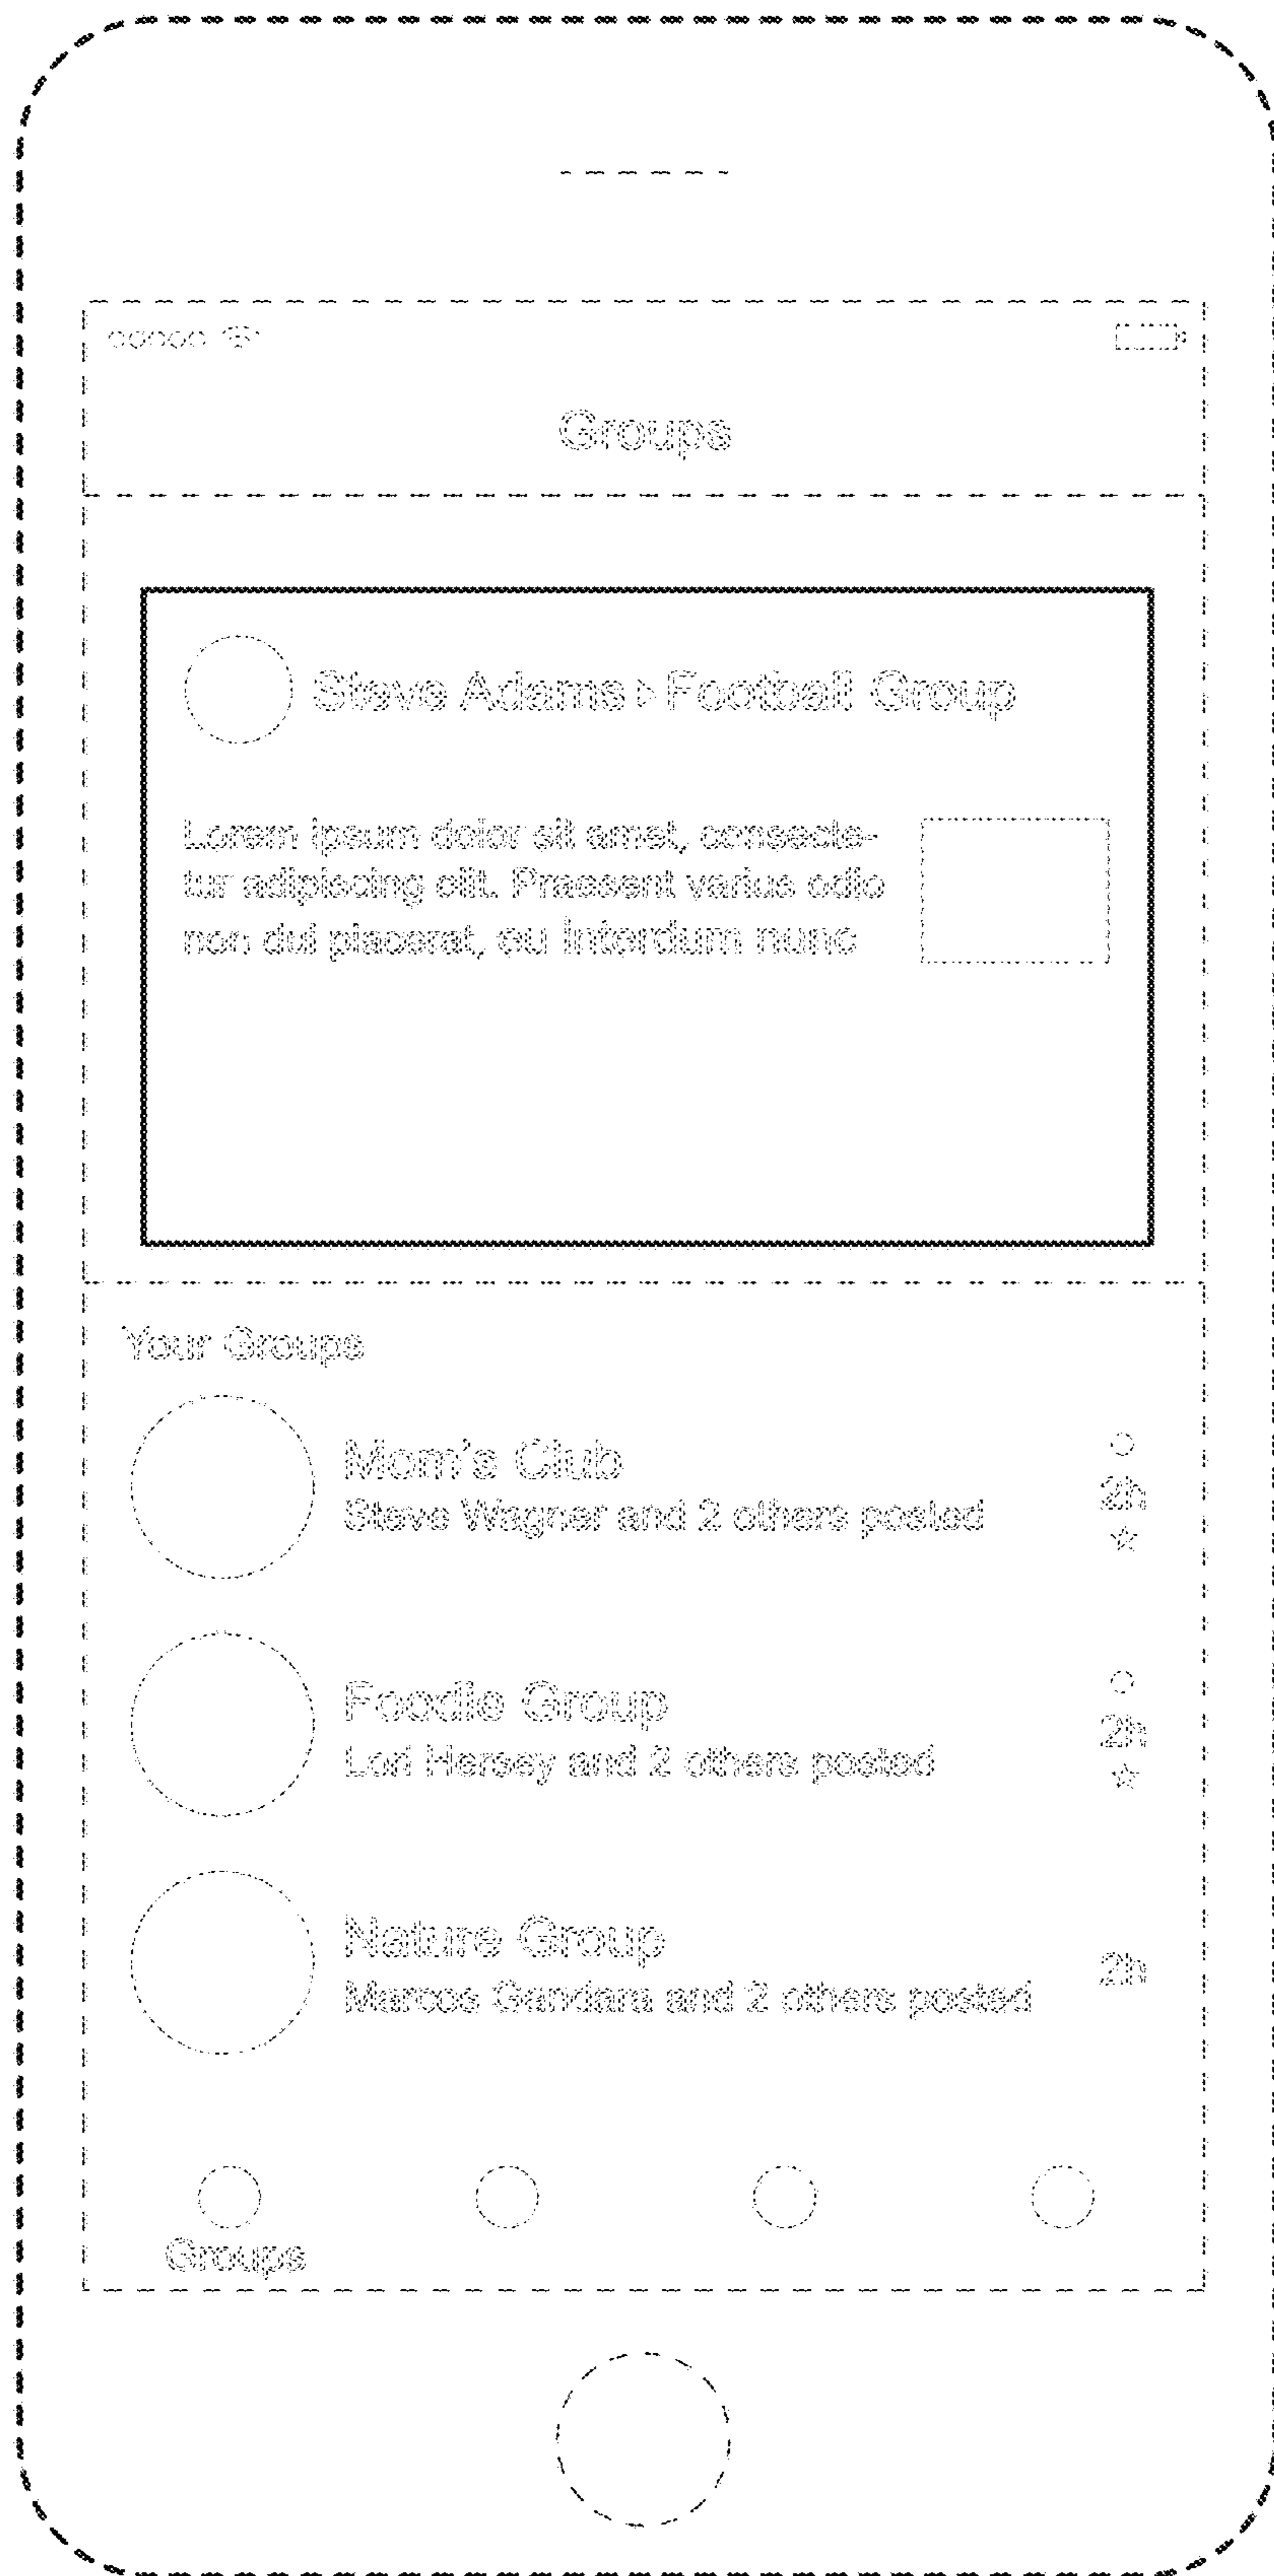 Groups
Steve Adams ▸ Football Group
Lorem ipsum dolor sit amet, consecte-
tur adipiscing elit. Praesent varius odio
non dui placerat, eu interdum nunc
Your Groups
Mom's Club
2h
Steve Wagner and 2 others posted
Foodie Group
2h
Lori Hersey and 2 others posted
Nature Group
2h
Marcos Gandara and 2 others posted
Groups